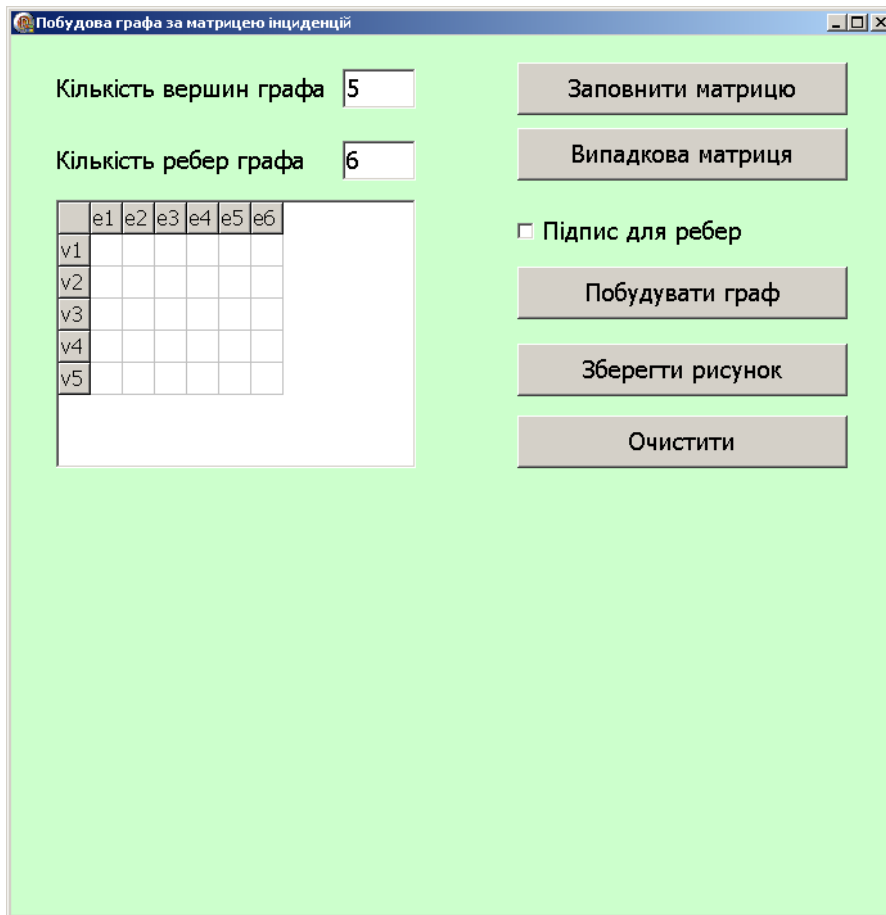 Побудова графа за матрицею інциденцій
Кількість вершин графа 5
Кількість ребер графа 6
e1 e2 e3 e4 e5 e6
v1
v2
v3
v4
v5
Заповнити матрицю
Випадкова матриця
Підпис для ребер
Побудувати граф
Зберегти рисунок
Очистити